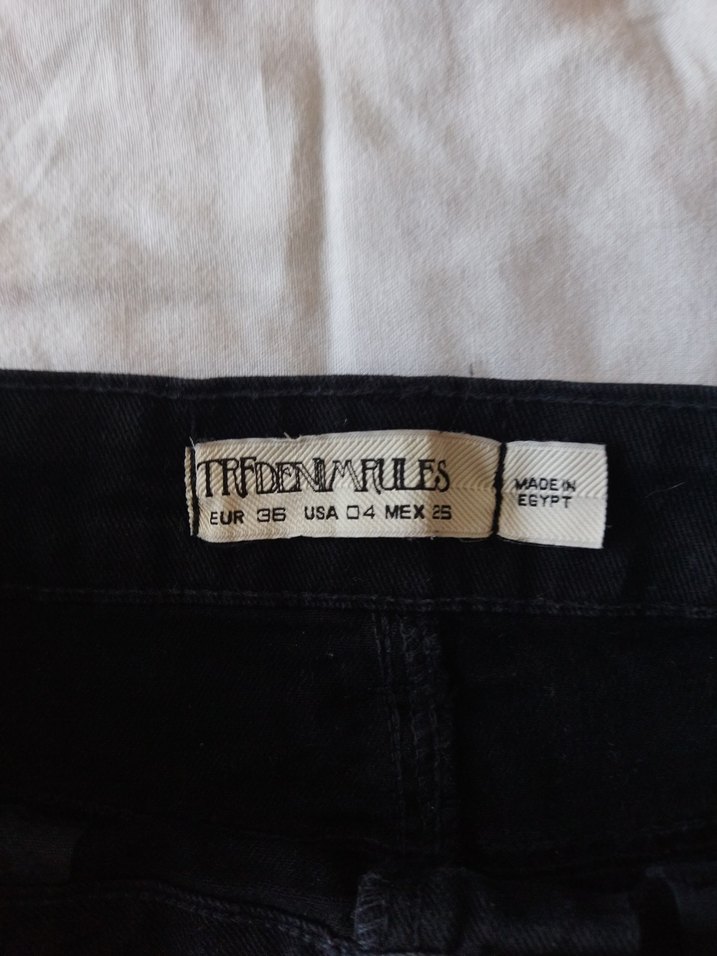 TRFDENIMRULES
EUR 36 USA 04 MEX 26
MADE IN
EGYPT